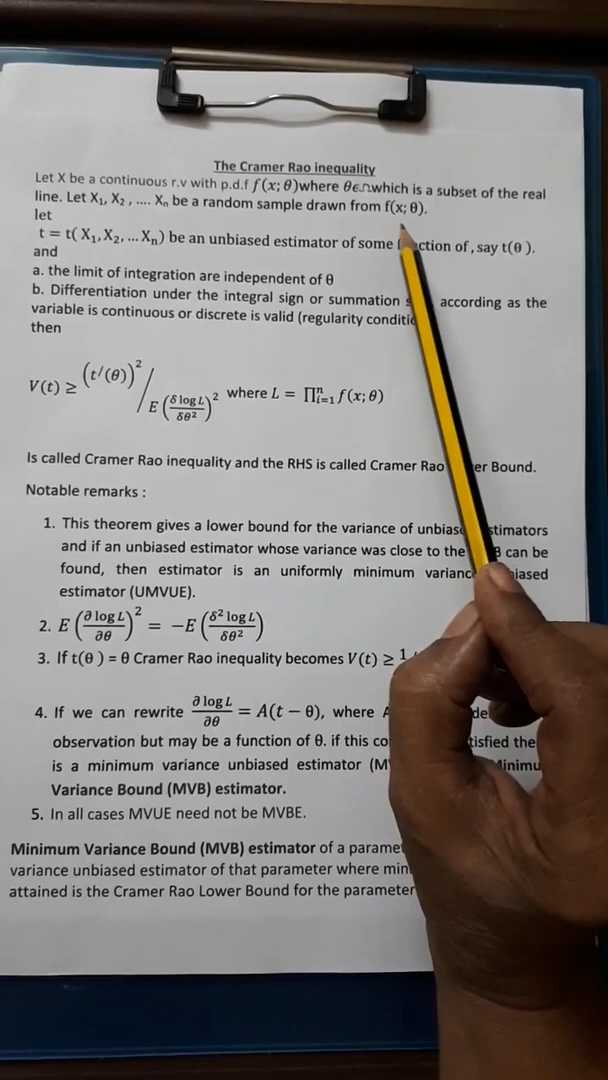 The Cramer Rao inequality
Let X be a continuous r.v with p.d.f f(x; θ)where θϵ♎which is a subset of the real
line. Let X₁, X₂ , .... Xₙ be a random sample drawn from f(x; θ).
let
t = t( X₁, X₂, ... Xₙ) be an unbiased estimator of some ction of , say t(θ ).
and
a. the limit of integration are independent of θ
b. Differentiation under the integral sign or summation according as the
variable is continuous or discrete is valid (regularity
then
V(t) ≥ (t′(θ))² / E (δ log L / δθ²)² where L = ∏ⁿᵢ₌₁ f(x; θ)
Is called Cramer Rao inequality and the RHS is called Cramer Rao er Bound.
Notable remarks :
1. This theorem gives a lower bound for the variance of stimators
and if an unbiased estimator whose variance was close to the B can be
found, then estimator is an uniformly minimum variance biased
estimator (UMVUE).
2. E (∂ log L / ∂θ)² = −E (δ² log L / δθ²)
3. If t(θ ) = θ Cramer Rao inequality becomes V(t) ≥ 1
4. If we can rewrite ∂ log L / ∂θ = A(t − θ), where
observation but may be a function of θ. if this tisfied the
is a minimum variance unbiased estimator
Variance Bound (MVB) estimator.
5. In all cases MVUE need not be MVBE.
Minimum Variance Bound (MVB) estimator of a
variance unbiased estimator of that parameter where
attained is the Cramer Rao Lower Bound for the parameter